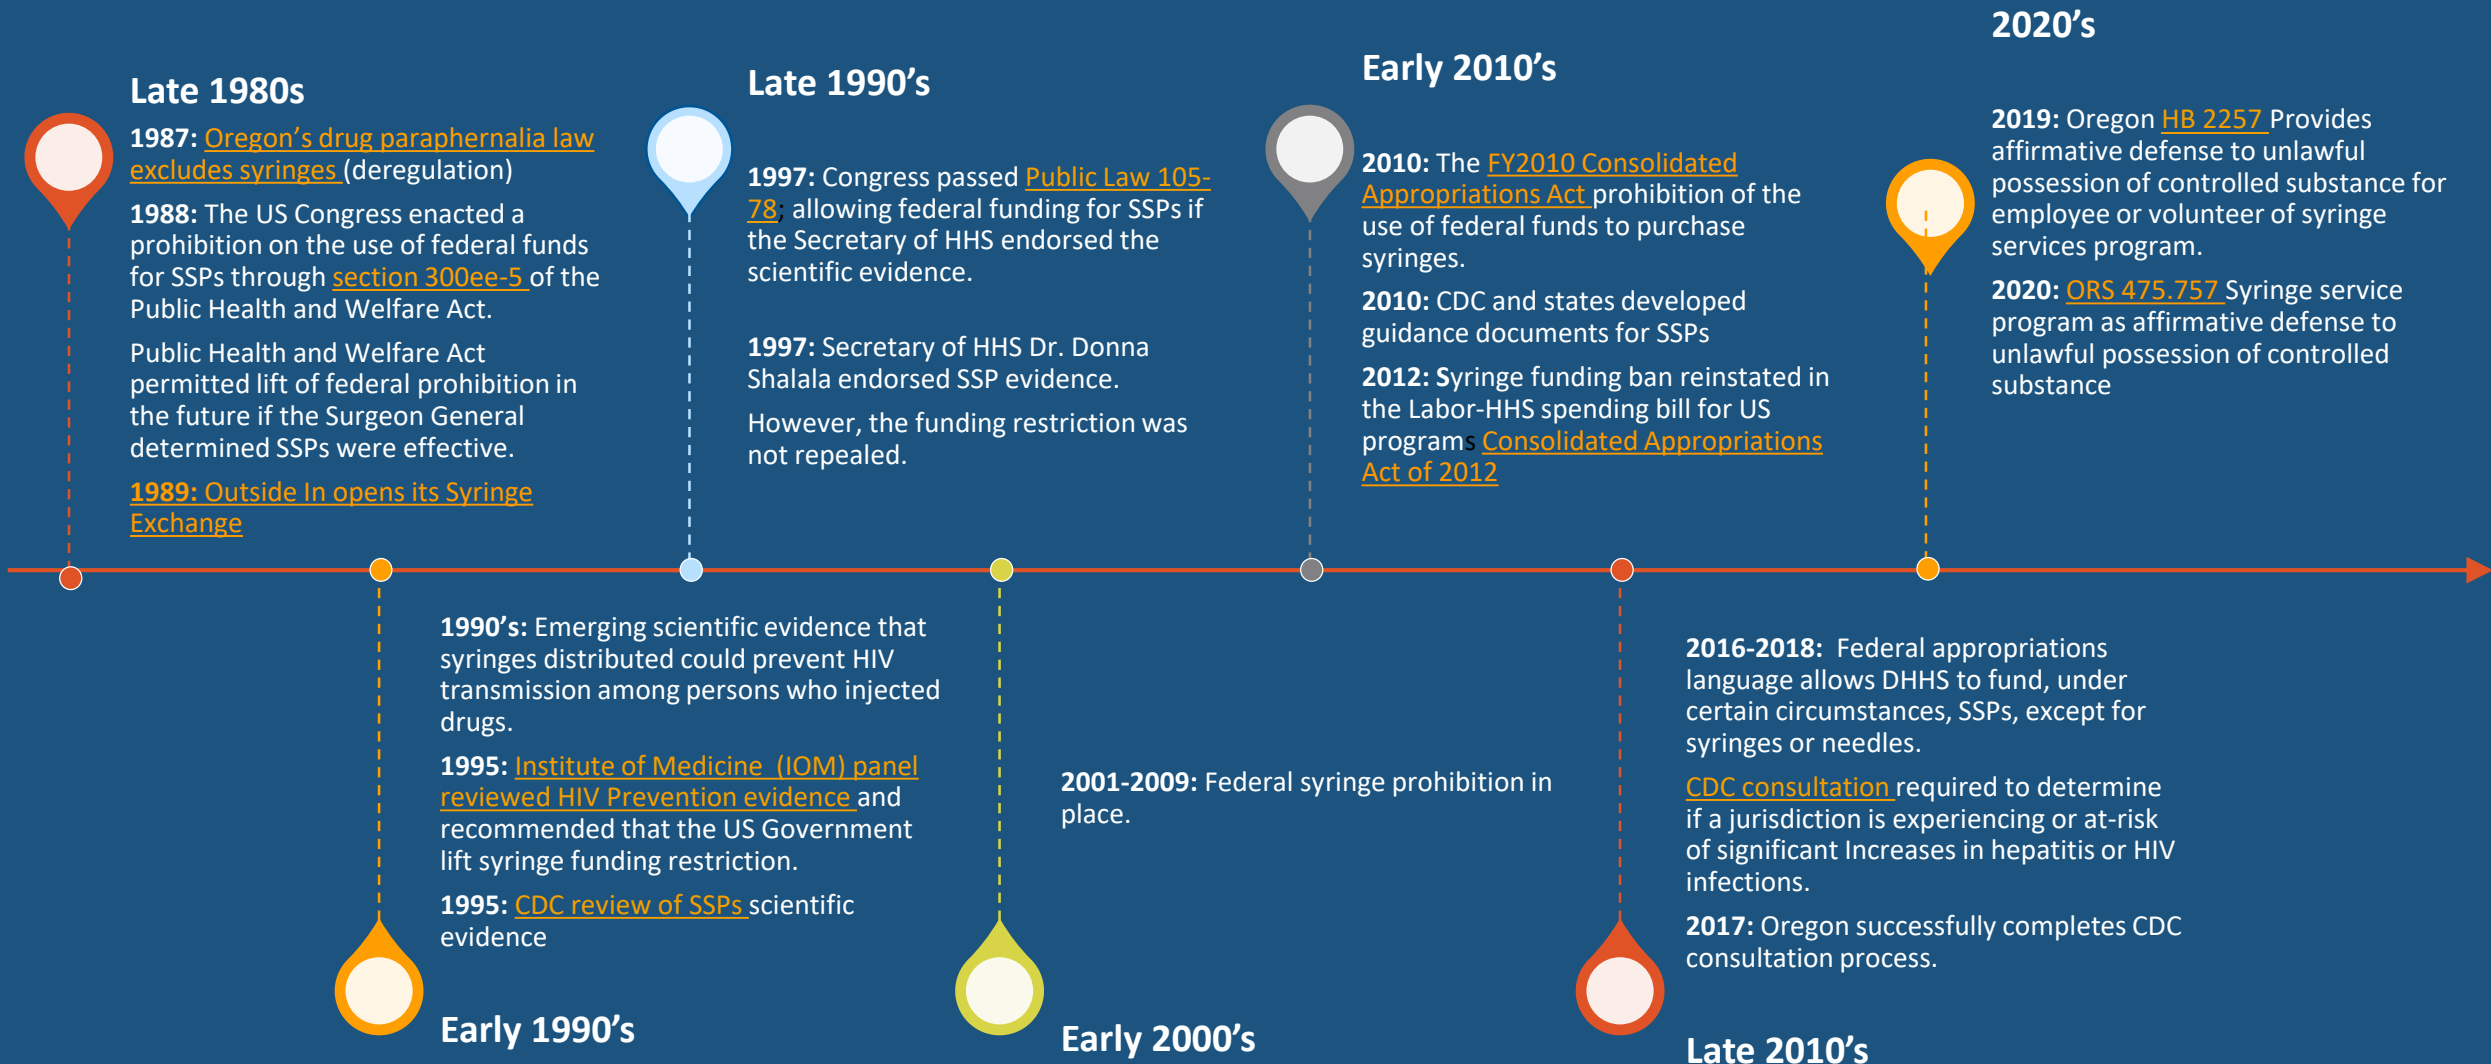 Late 1980s
1987: Oregon's drug paraphernalia law
excludes syringes (deregulation)
1988: The US Congress enacted a
prohibition on the use of federal funds
for SSPs through section 300ee-5 of the
Public Health and Welfare Act.
Public Health and Welfare Act
permitted lift of federal prohibition in
the future if the Surgeon General
determined SSPs were effective.
1989: Outside In opens its Syringe
Exchange
1990's: Emerging scientific evidence that
syringes distributed could prevent HIV
transmission among persons who injected
drugs.
1995: Institute of Medicine (IOM) panel
reviewed HIV Prevention evidence and
recommended that the US Government
lift syringe funding restriction.
1995: CDC review of SSPs scientific
evidence
Early 1990's
Late 1990's
1997: Congress passed Public Law 105-
78; allowing federal funding for SSPs if
the Secretary of HHS endorsed the
scientific evidence.
1997: Secretary of HHS Dr. Donna
Shalala endorsed SSP evidence.
However, the funding restriction was
not repealed.
2001-2009: Federal syringe prohibition in
place.
Early 2000's
Early 2010's
2010: The FY2010 Consolidated
Appropriations Act prohibition of the
use of federal funds to purchase
syringes.
2010: CDC and states developed
guidance documents for SSPs
2012: Syringe funding ban reinstated in
the Labor-HHS spending bill for US
programs Consolidated Appropriations
Act of 2012
2016-2018: Federal appropriations
language allows DHHS to fund, under
certain circumstances, SSPs, except for
syringes or needles.
CDC consultation required to determine
if a jurisdiction is experiencing or at-risk
of significant Increases in hepatitis or HIV
infections.
2017: Oregon successfully completes CDC
consultation process.
Late 2010's
2020's
2019: Oregon HB 2257 Provides
affirmative defense to unlawful
possession of controlled substance for
employee or volunteer of syringe
services program.
2020: ORS 475.757 Syringe service
program as affirmative defense to
unlawful possession of controlled
substance